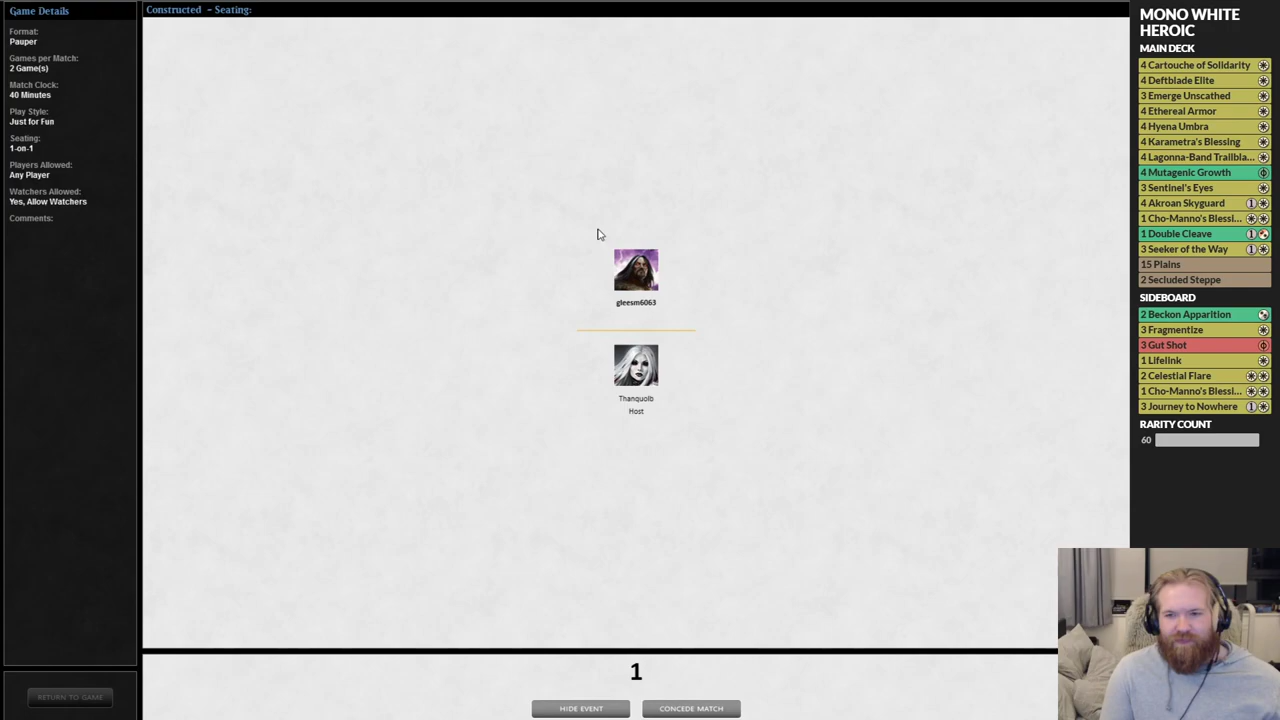 Game Details
Format:
Pauper
Games per Match:
2 Game(s)
Match Clock:
40 Minutes
Play Style:
Just for Fun
Seating:
1-on-1
Players Allowed:
Any Player
Watchers Allowed:
Yes, Allow Watchers
Comments:
RETURN TO GAME
Constructed - Seating:
gleesm6063
Thanquolb
Host
1
HIDE EVENT
CONCEDE MATCH
MONO WHITE
HEROIC
MAIN DECK
4 Cartouche of Solidarity
4 Deftblade Elite
3 Emerge Unscathed
4 Ethereal Armor
4 Hyena Umbra
4 Karametra's Blessing
4 Lagonna-Band Trailbla...
4 Mutagenic Growth
3 Sentinel's Eyes
4 Akroan Skyguard 1
1 Cho-Manno's Blessi...
1 Double Cleave 1
3 Seeker of the Way 1
15 Plains
2 Secluded Steppe
SIDEBOARD
2 Beckon Apparition
3 Fragmentize
3 Gut Shot
1 Lifelink
2 Celestial Flare
1 Cho-Manno's Blessi...
3 Journey to Nowhere 1
RARITY COUNT
60